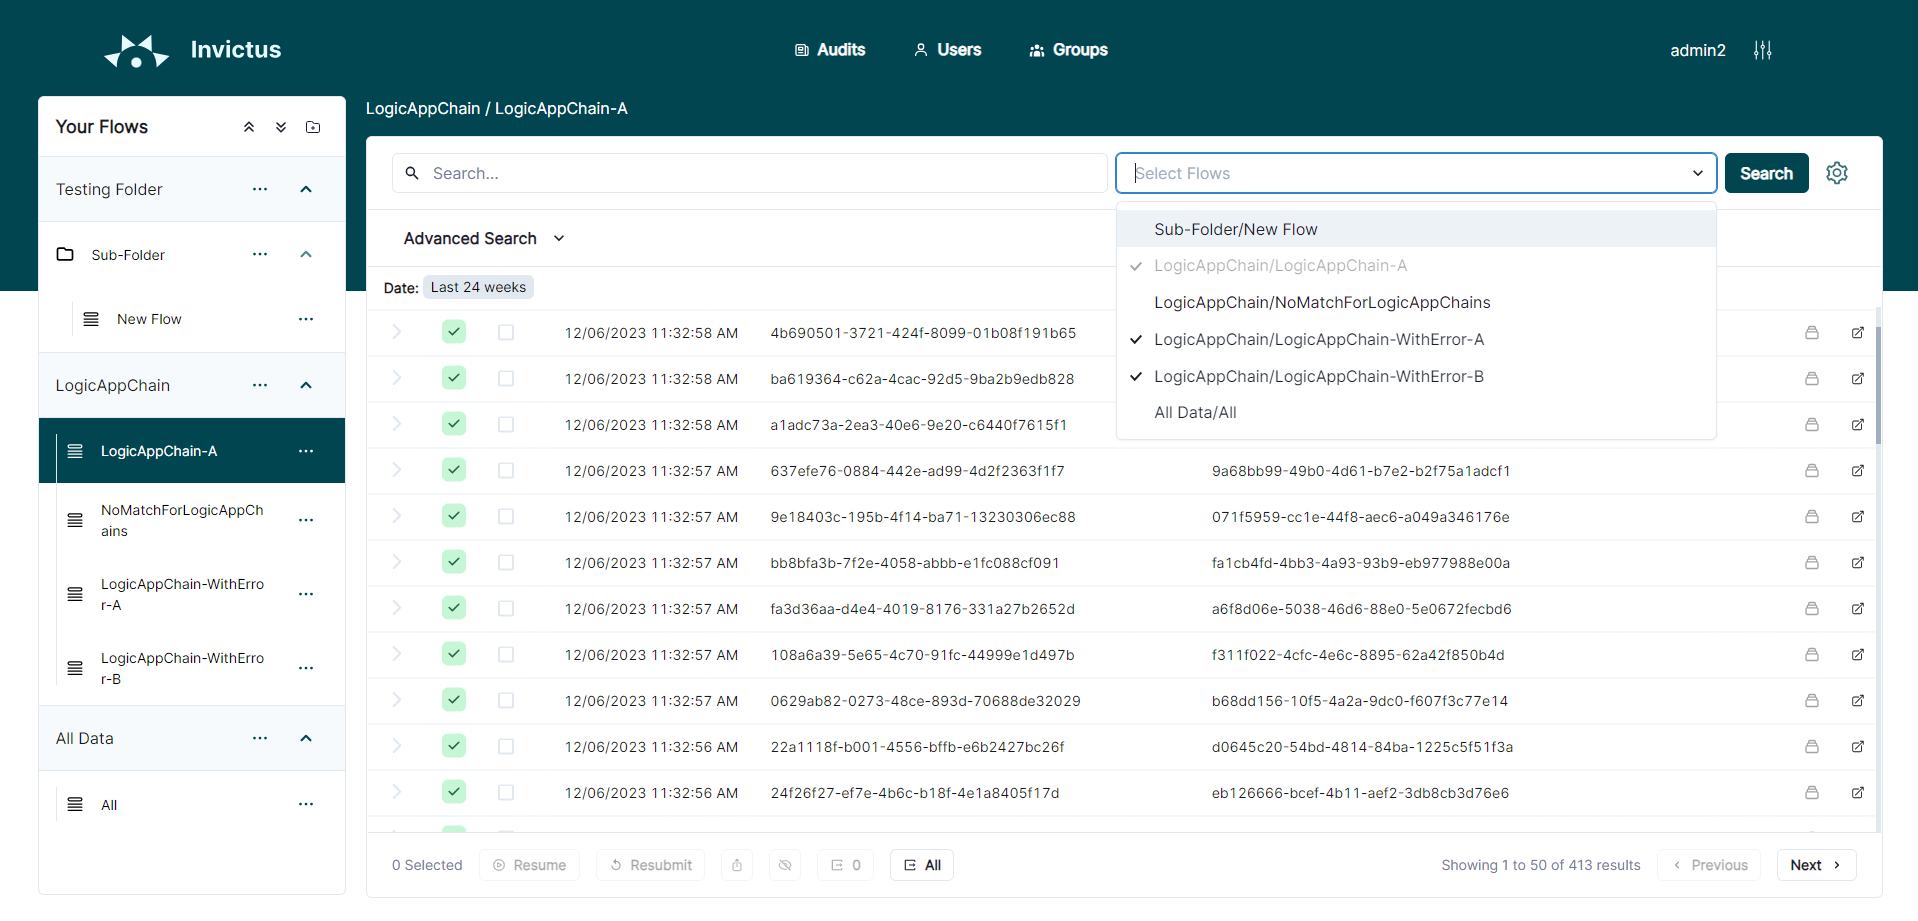 Invictus
Audits
Users
Groups
admin2
Your Flows
Testing Folder
Sub-Folder
New Flow
LogicAppChain
LogicAppChain-A
NoMatchForLogicAppCh
ains
LogicAppChain-WithErro
r-A
LogicAppChain-WithErro
r-B
All Data
All
LogicAppChain / LogicAppChain-A
Search...
Select Flows
Search
Sub-Folder/New Flow
LogicAppChain/LogicAppChain-A
LogicAppChain/NoMatchForLogicAppChains
LogicAppChain/LogicAppChain-WithError-A
LogicAppChain/LogicAppChain-WithError-B
All Data/All
Advanced Search
Date: Last 24 weeks
12/06/2023 11:32:58 AM 4b690501-3721-424f-8099-01b08f191b65
12/06/2023 11:32:58 AM ba619364-c62a-4cac-92d5-9ba2b9edb828
12/06/2023 11:32:58 AM a1adc73a-2ea3-40e6-9e20-c6440f7615f1
12/06/2023 11:32:57 AM 637efe76-0884-442e-ad99-4d2f2363f1f7 9a68bb99-49b0-4d61-b7e2-b2f75a1adcf1
12/06/2023 11:32:57 AM 9e18403c-195b-4f14-ba71-13230306ec88 071f5959-cc1e-44f8-aec6-a049a346176e
12/06/2023 11:32:57 AM bb8bfa3b-7f2e-4058-abbb-e1fc088cf091 fa1cb4fd-4bb3-4a93-93b9-eb977988e00a
12/06/2023 11:32:57 AM fa3d36aa-d4e4-4019-8176-331a27b2652d a6f8d06e-5038-46d6-88e0-5e0672fecbd6
12/06/2023 11:32:57 AM 108a6a39-5e65-4c70-91fc-44999e1d497b f311f022-4cfc-4e6c-8895-62a42f850b4d
12/06/2023 11:32:57 AM 0629ab82-0273-48ce-893d-70688de32029 b68dd156-10f5-4a2a-9dc0-f607f3c77e14
12/06/2023 11:32:56 AM 22a1118f-b001-4556-bffb-e6b2427bc26f d0645c20-54bd-4814-84ba-1225c5f51f3a
12/06/2023 11:32:56 AM 24f26f27-ef7e-4b6c-b18f-4e1a8405f17d eb126666-bcef-4b11-aef2-3db8cb3d76e6
0 Selected
Resume
Resubmit
0
All
Showing 1 to 50 of 413 results
Previous
Next